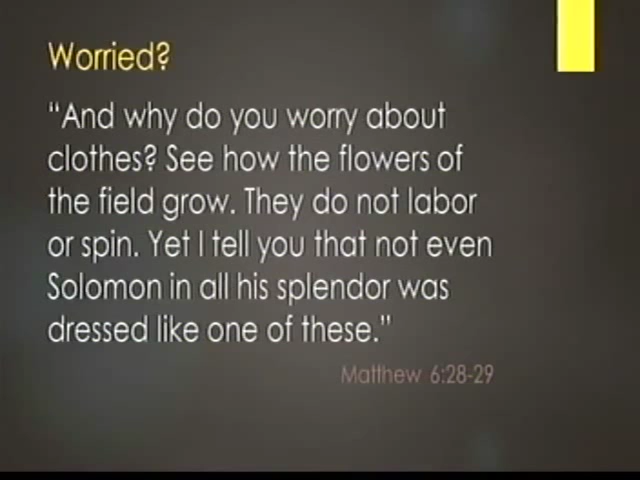 Worried?
“And why do you worry about
clothes? See how the flowers of
the field grow. They do not labor
or spin. Yet I tell you that not even
Solomon in all his splendor was
dressed like one of these.”
Matthew 6:28-29